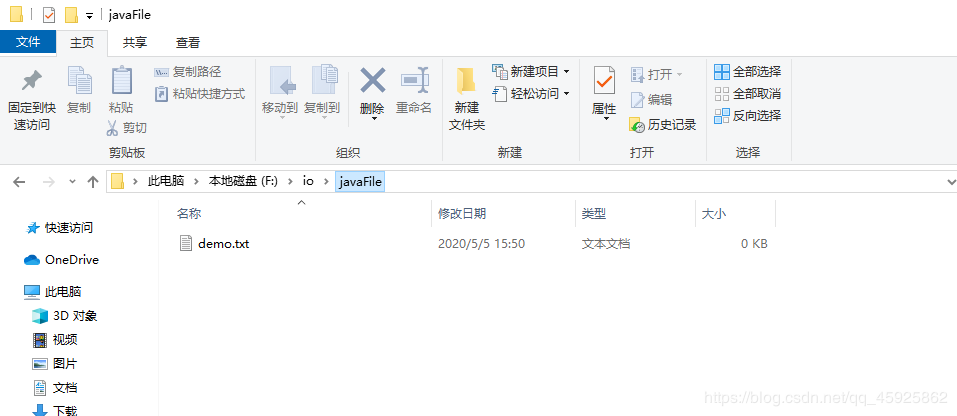 javaFile
文件 主页 共享 查看
固定到快速访问
复制
粘贴
复制路径
粘贴快捷方式
剪切
剪贴板
移动到
复制到
删除
重命名
组织
新建
文件夹
新建项目
轻松访问
新建
属性
打开
编辑
历史记录
打开
全部选择
全部取消
反向选择
选择
此电脑 本地磁盘 (F:) io javaFile
名称 修改日期 类型 大小
demo.txt 2020/5/5 15:50 文本文档 0 KB
快速访问
OneDrive
此电脑
3D 对象
视频
图片
文档
下载
https://blog.csdn.net/qq_45925862